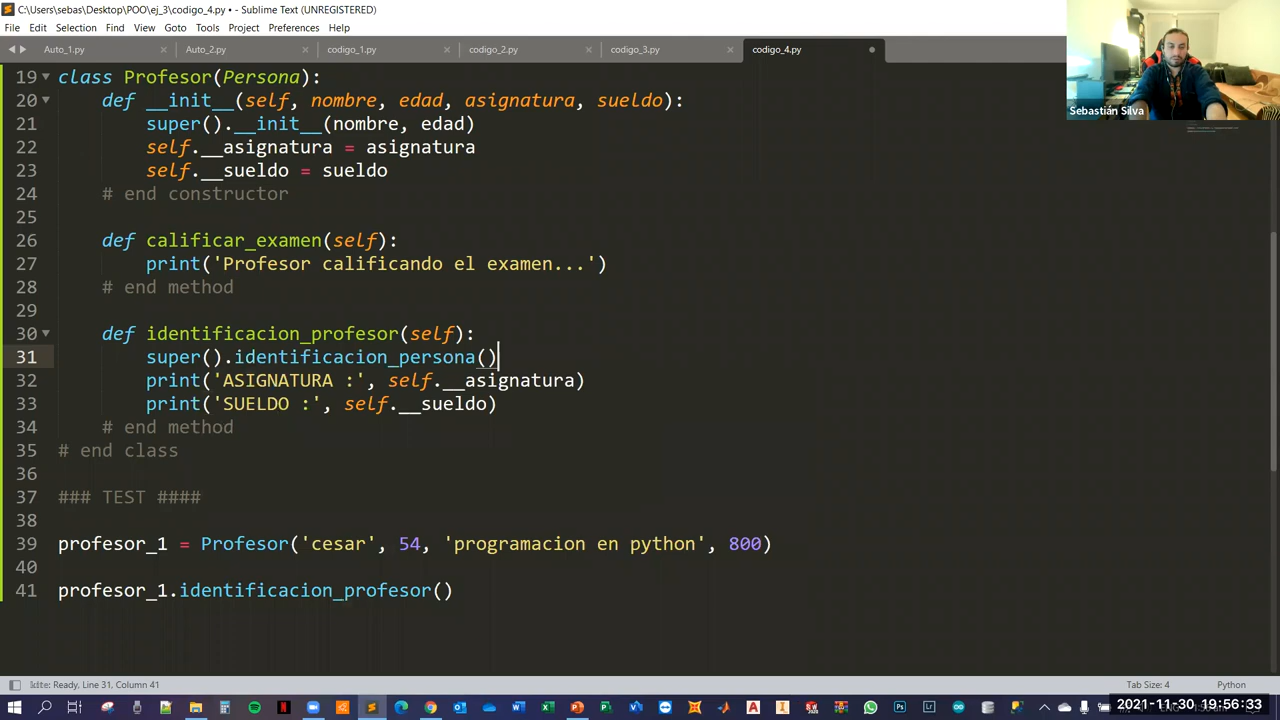 C:\Users\sebas\Desktop\POO\ej_3\codigo_4.py • - Sublime Text (UNREGISTERED)
File Edit Selection Find View Goto Tools Project Preferences Help
Auto_1.py Auto_2.py codigo_1.py codigo_2.py codigo_3.py codigo_4.py
Sebastián Silva
19 class Profesor(Persona):
20 def __init__(self, nombre, edad, asignatura, sueldo):
21 super().__init__(nombre, edad)
22 self.__asignatura = asignatura
23 self.__sueldo = sueldo
24 # end constructor
25
26 def calificar_examen(self):
27 print('Profesor calificando el examen...')
28 # end method
29
30 def identificacion_profesor(self):
31 super().identificacion_persona()
32 print('ASIGNATURA :', self.__asignatura)
33 print('SUELDO :', self.__sueldo)
34 # end method
35 # end class
36
37 ### TEST ####
38
39 profesor_1 = Profesor('cesar', 54, 'programacion en python', 800)
40
41 profesor_1.identificacion_profesor()
Ready, Line 31, Column 41 Tab Size: 4 Python
2021-11-30 19:56:33